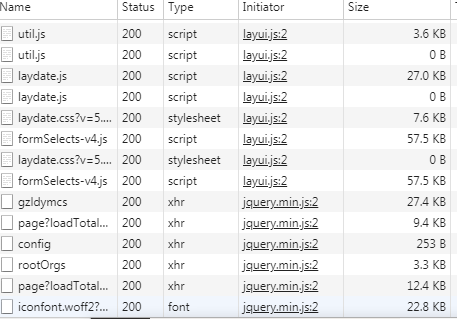 Name Status Type Initiator Size
util.js 200 script layui.js:2 3.6 KB
util.js 200 script layui.js:2 0 B
laydate.js 200 script layui.js:2 27.0 KB
laydate.js 200 script layui.js:2 0 B
laydate.css?v=5.... 200 stylesheet layui.js:2 7.6 KB
formSelects-v4.js 200 script layui.js:2 57.5 KB
laydate.css?v=5.... 200 stylesheet layui.js:2 0 B
formSelects-v4.js 200 script layui.js:2 57.5 KB
gzldymcs 200 xhr jquery.min.js:2 27.4 KB
page?loadTotal... 200 xhr jquery.min.js:2 9.4 KB
config 200 xhr jquery.min.js:2 253 B
rootOrgs 200 xhr jquery.min.js:2 3.3 KB
page?loadTotal... 200 xhr jquery.min.js:2 12.4 KB
iconfont.woff2?... 200 font jquery.min.js:2 22.8 KB